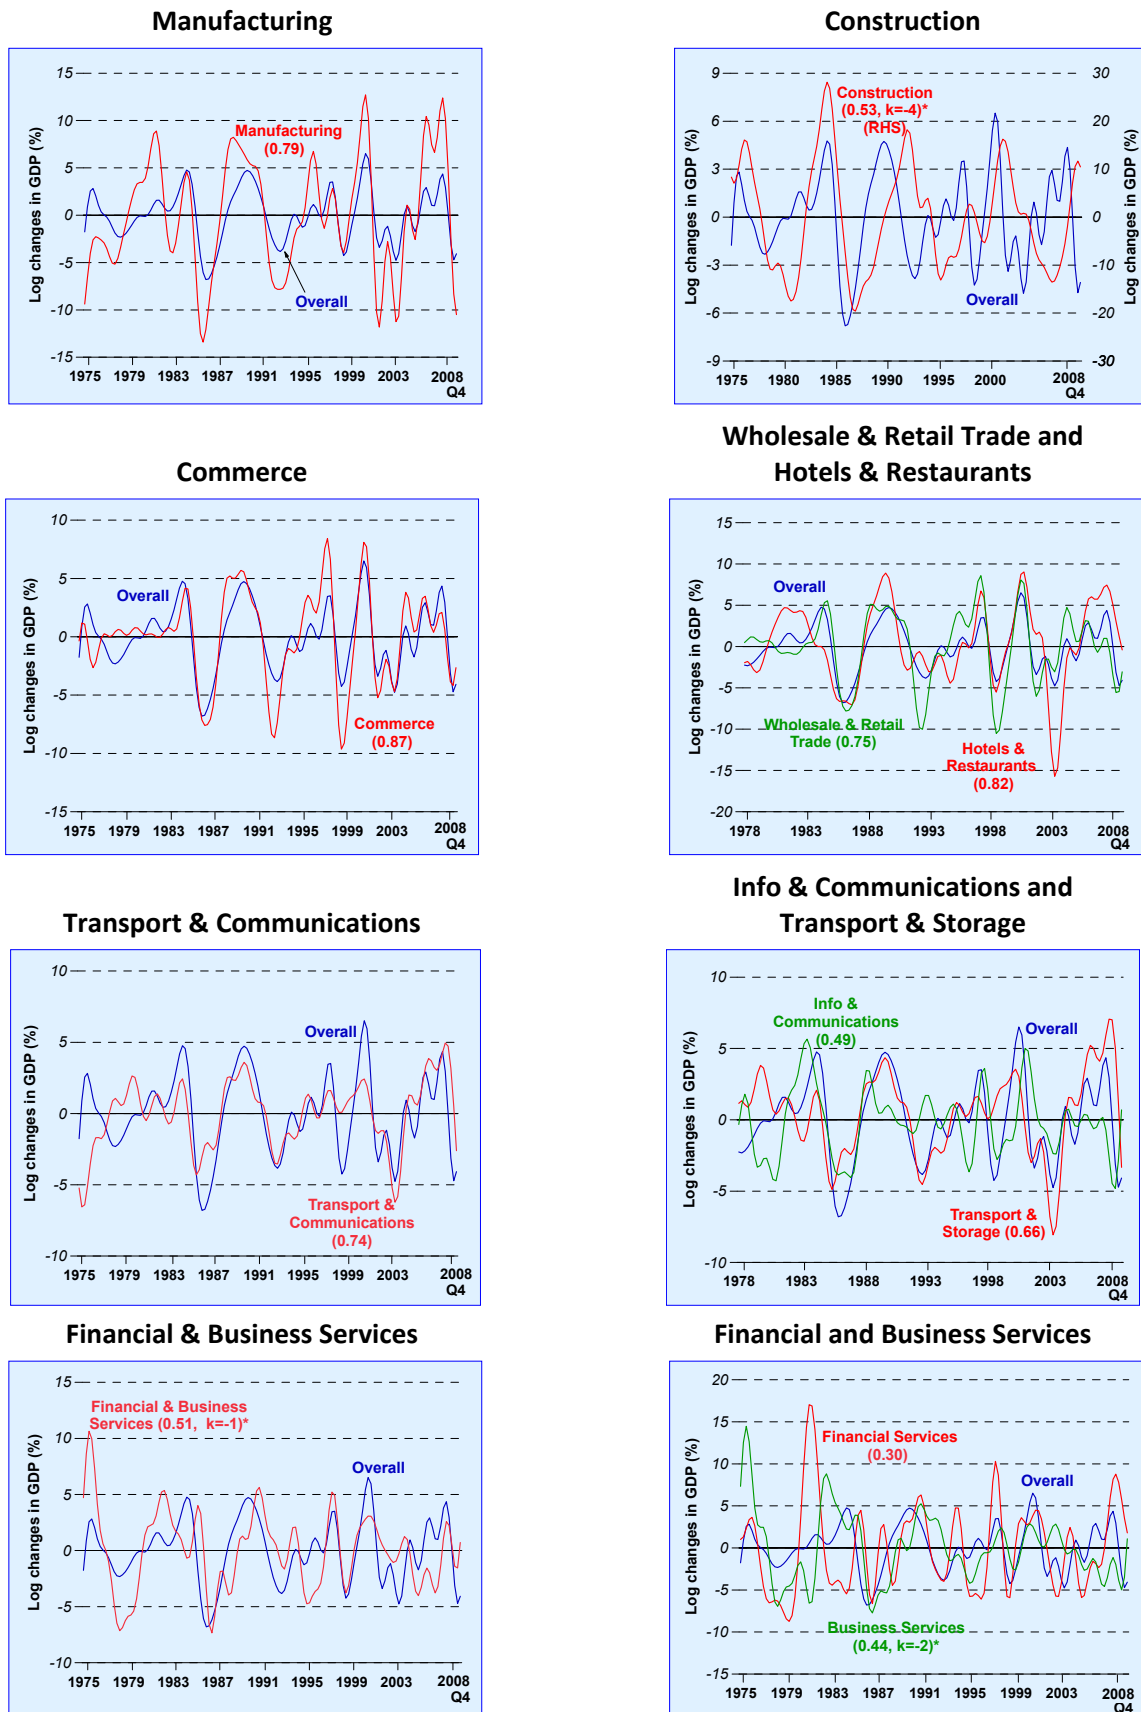 Manufacturing
Log changes in GDP (%)
15
10
5
0
-5
-10
-15
Manufacturing
(0.79)
Overall
1975 1979 1983 1987 1991 1995 1999 2003 2008
Q4
Construction
Log changes in GDP (%)
9
6
3
0
-3
-6
-9
Construction
(0.53, k=-4)*
(RHS)
Overall
30
20
10
0
-10
-20
-30
Log changes in GDP (%)
1975 1980 1985 1990 1995 2000 2008
Q4
Commerce
Log changes in GDP (%)
10
5
0
-5
-10
-15
Overall
Commerce
(0.87)
1975 1979 1983 1987 1991 1995 1999 2003 2008
Q4
Wholesale & Retail Trade and
Hotels & Restaurants
Log changes in GDP (%)
15
10
5
0
-5
-10
-15
-20
Overall
Wholesale & Retail
Trade (0.75)
Hotels &
Restaurants
(0.82)
1978 1983 1988 1993 1998 2003 2008
Q4
Transport & Communications
Log changes in GDP (%)
10
5
0
-5
-10
Overall
Transport &
Communications
(0.74)
1975 1979 1983 1987 1991 1995 1999 2003 2008
Q4
Info & Communications and
Transport & Storage
Log changes in GDP (%)
10
5
0
-5
-10
Info &
Communications
(0.49)
Overall
Transport &
Storage (0.66)
1978 1983 1988 1993 1998 2003 2008
Q4
Financial & Business Services
Log changes in GDP (%)
15
10
5
0
-5
-10
Financial & Business
Services (0.51, k=-1)*
Overall
1975 1979 1983 1987 1991 1995 1999 2003 2008
Q4
Financial and Business Services
Log changes in GDP (%)
20
15
10
5
0
-5
-10
-15
Financial Services
(0.30)
Overall
Business Services
(0.44, k=-2)*
1975 1979 1983 1987 1991 1995 1999 2003 2008
Q4